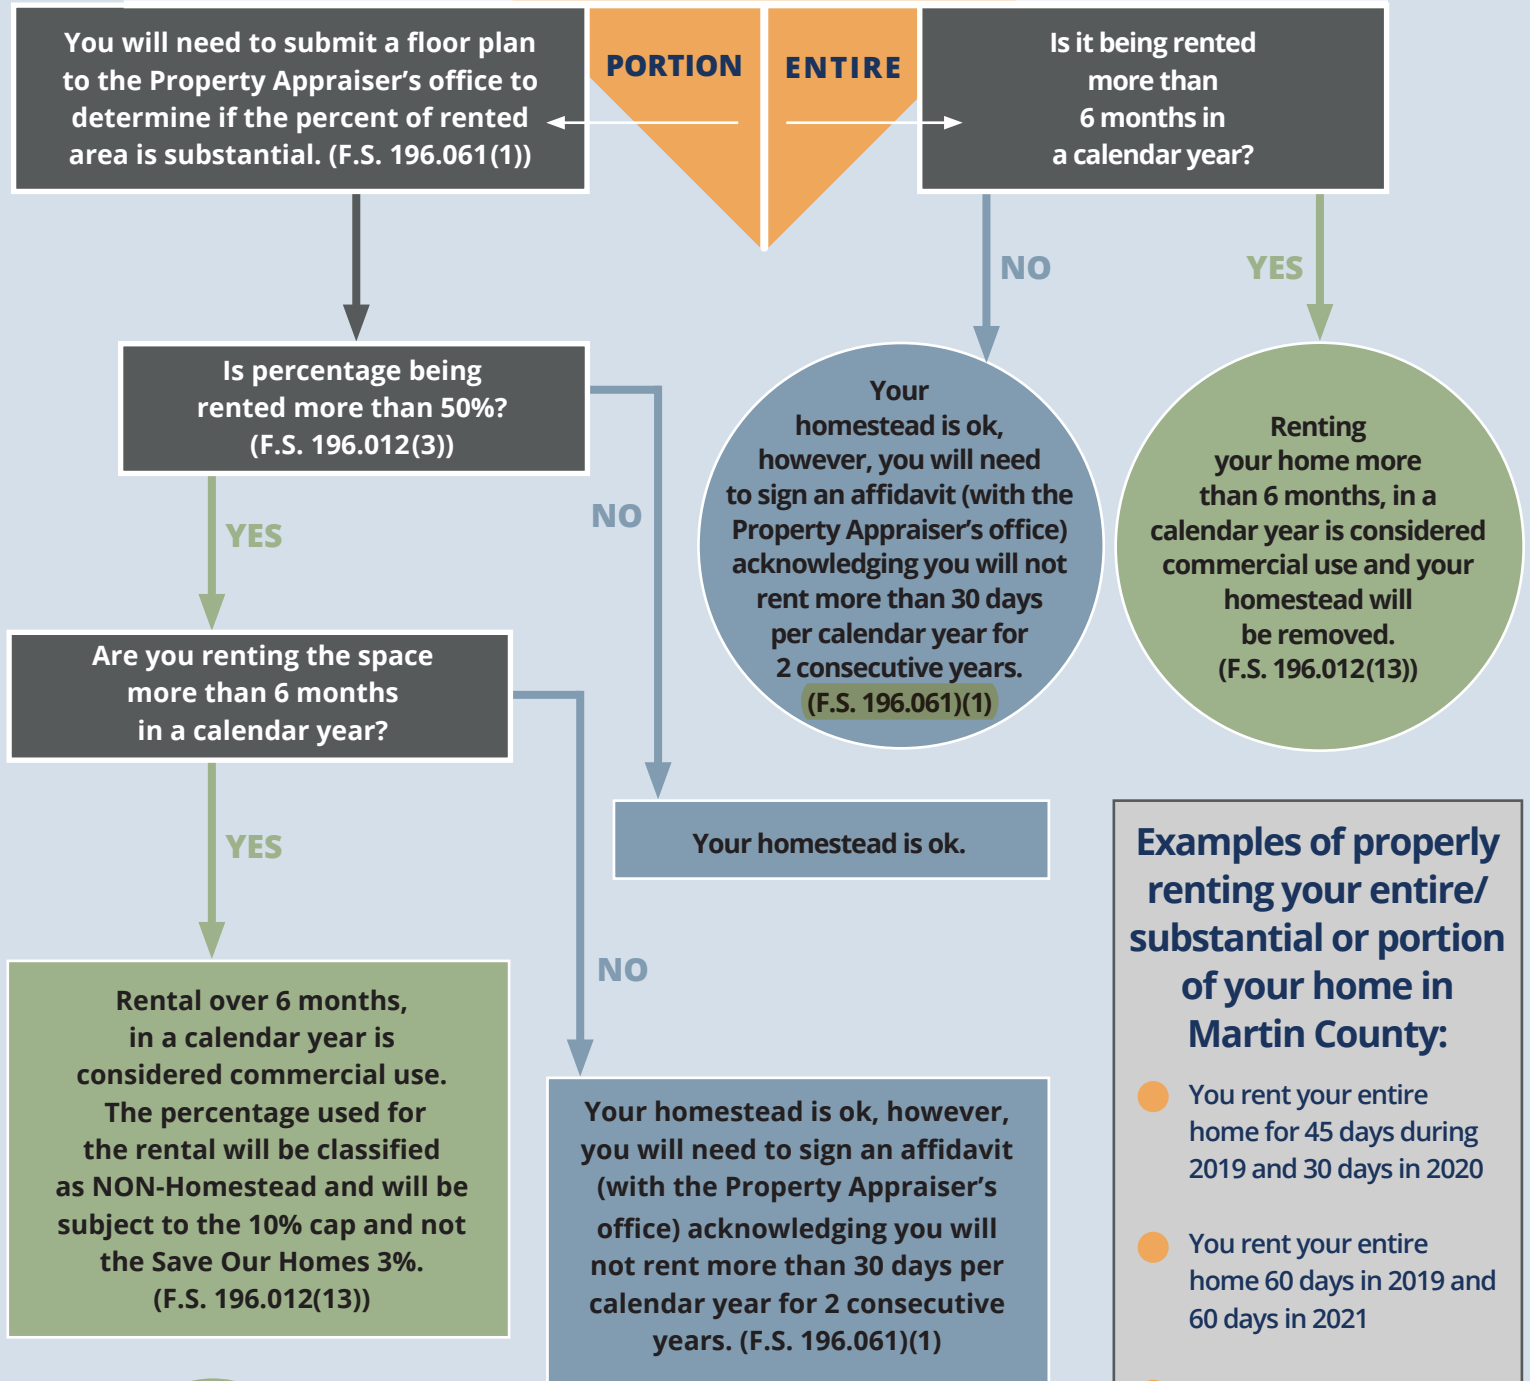 You will need to submit a floor plan
to the Property Appraiser’s office to
determine if the percent of rented
area is substantial. (F.S. 196.061(1))
PORTION
ENTIRE
Is it being rented
more than
6 months in
a calendar year?
NO
YES
Is percentage being
rented more than 50%?
(F.S. 196.012(3))
YES
NO
Your
homestead is ok,
however, you will need
to sign an affidavit (with the
Property Appraiser’s office)
acknowledging you will not
rent more than 30 days
per calendar year for
2 consecutive years.
(F.S. 196.061)(1)
Renting
your home more
than 6 months, in a
calendar year is considered
commercial use and your
homestead will
be removed.
(F.S. 196.012(13))
Are you renting the space
more than 6 months
in a calendar year?
YES
NO
Your homestead is ok.
Rental over 6 months,
in a calendar year is
considered commercial use.
The percentage used for
the rental will be classified
as NON-Homestead and will be
subject to the 10% cap and not
the Save Our Homes 3%.
(F.S. 196.012(13))
Your homestead is ok, however,
you will need to sign an affidavit
(with the Property Appraiser’s
office) acknowledging you will
not rent more than 30 days per
calendar year for 2 consecutive
years. (F.S. 196.061)(1)
Examples of properly
renting your entire/
substantial or portion
of your home in
Martin County:
You rent your entire
home for 45 days during
2019 and 30 days in 2020
You rent your entire
home 60 days in 2019 and
60 days in 2021